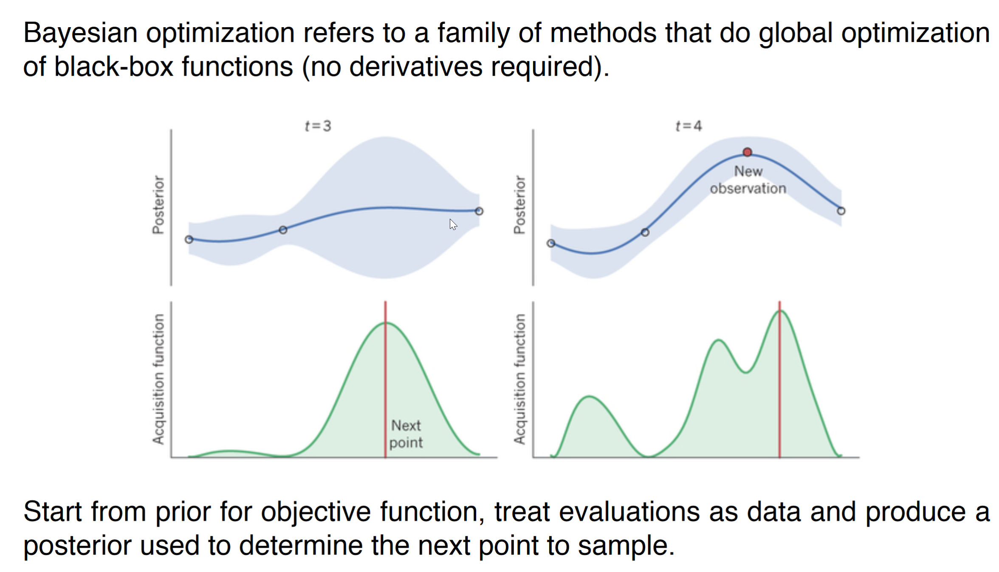 Bayesian optimization refers to a family of methods that do global optimization
of black-box functions (no derivatives required).
t=3
t=4
Posterior
Posterior
New
observation
Acquisition function
Next
point
Acquisition function
Start from prior for objective function, treat evaluations as data and produce a
posterior used to determine the next point to sample.